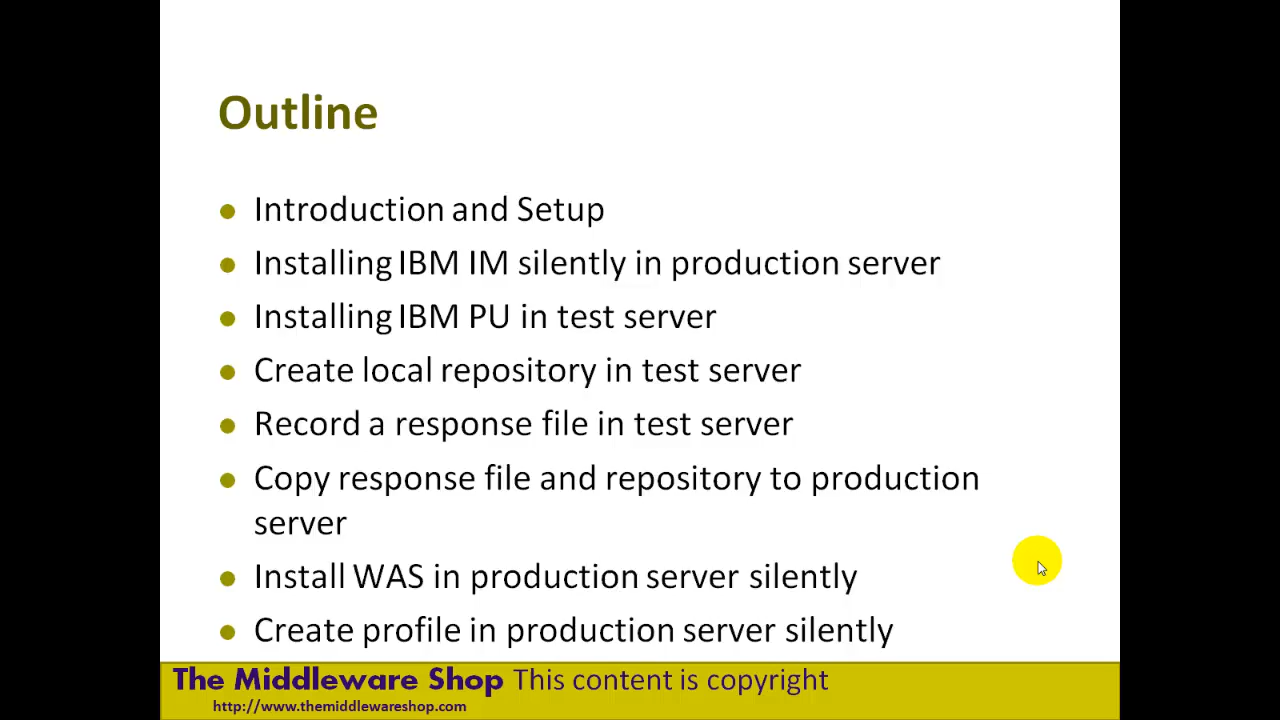 Outline
Introduction and Setup
Installing IBM IM silently in production server
Installing IBM PU in test server
Create local repository in test server
Record a response file in test server
Copy response file and repository to production
server
Install WAS in production server silently
Create profile in production server silently
The Middleware Shop This content is copyright
http://www.themiddlewareshop.com